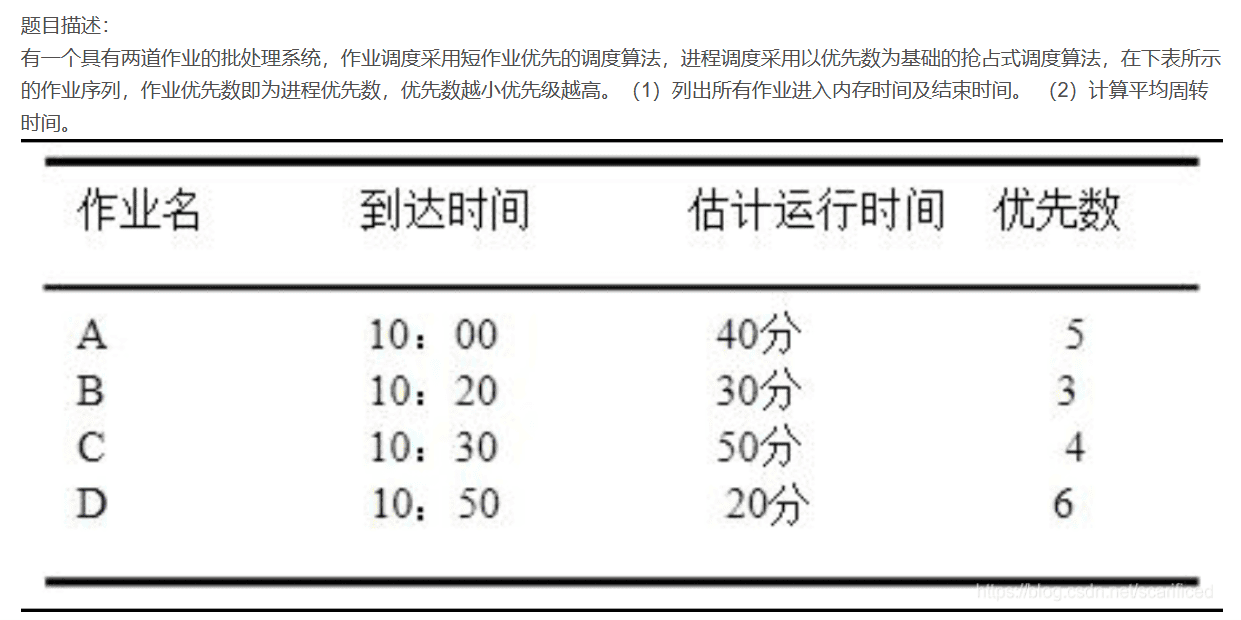 题目描述：
有一个具有两道作业的批处理系统，作业调度采用短作业优先的调度算法，进程调度采用以优先数为基础的抢占式调度算法，在下表所示
的作业序列，作业优先数即为进程优先数，优先数越小优先级越高。（1）列出所有作业进入内存时间及结束时间。 （2）计算平均周转
时间。
作业名 到达时间 估计运行时间 优先数
A 10：00 40分 5
B 10：20 30分 3
C 10：30 50分 4
D 10：50 20分 6
https://blog.csdn.net/scarificed